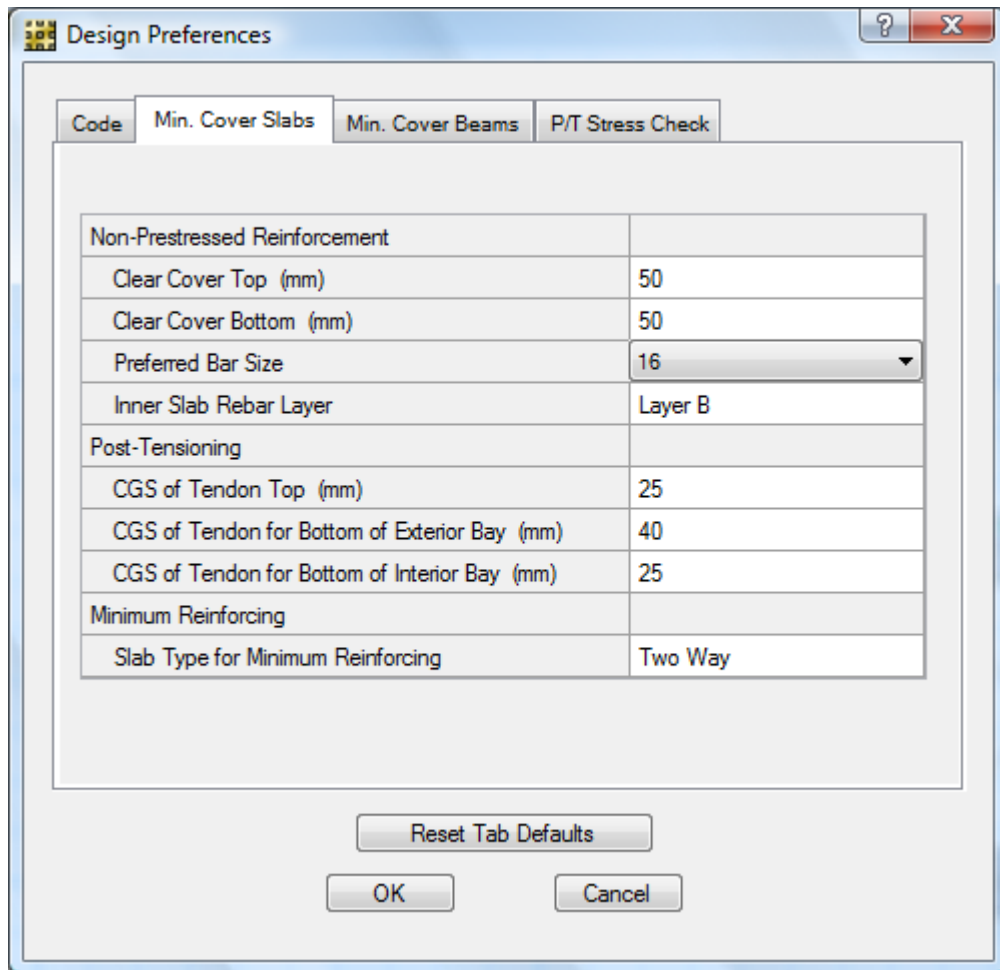 Design Preferences
Code Min. Cover Slabs Min. Cover Beams P/T Stress Check
Non-Prestressed Reinforcement
Clear Cover Top (mm) 50
Clear Cover Bottom (mm) 50
Preferred Bar Size 16
Inner Slab Rebar Layer Layer B
Post-Tensioning
CGS of Tendon Top (mm) 25
CGS of Tendon for Bottom of Exterior Bay (mm) 40
CGS of Tendon for Bottom of Interior Bay (mm) 25
Minimum Reinforcing
Slab Type for Minimum Reinforcing Two Way
Reset Tab Defaults
OK Cancel